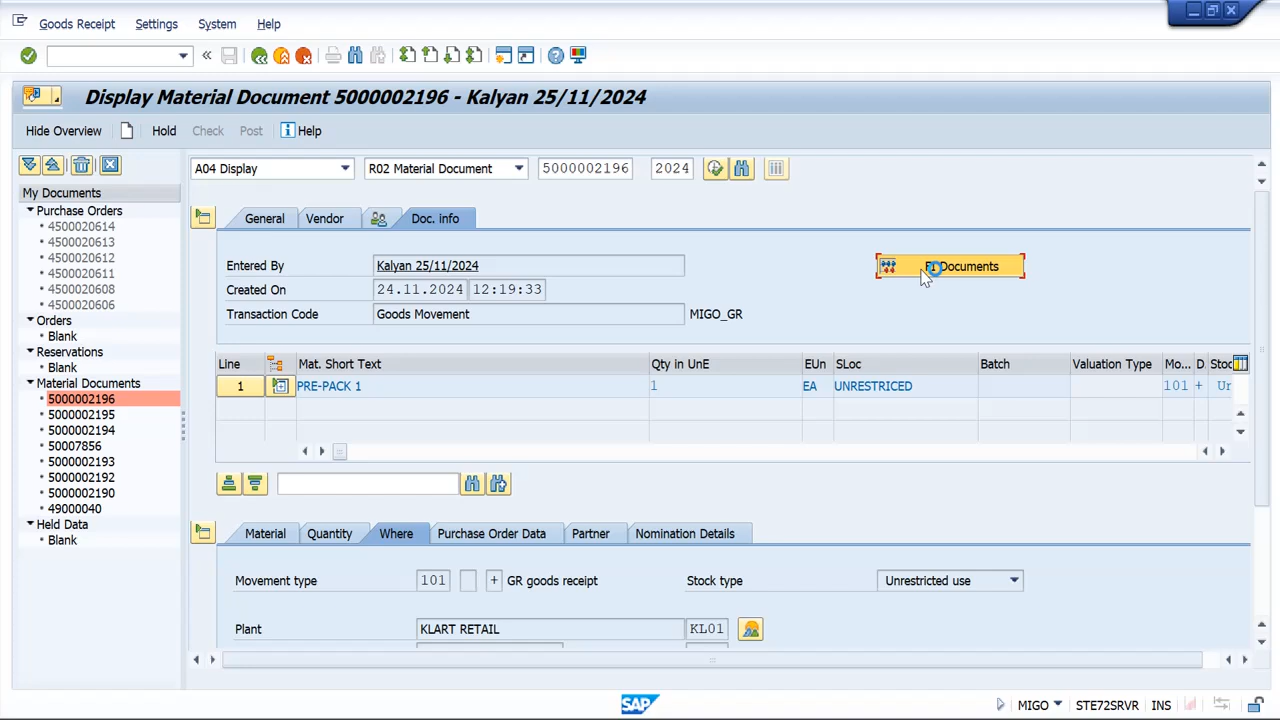 Goods Receipt Settings System Help
Display Material Document 5000002196 - Kalyan 25/11/2024
Hide Overview Hold Check Post Help
My Documents
Purchase Orders
4500020614
4500020613
4500020612
4500020611
4500020608
4500020606
Orders
Blank
Reservations
Blank
Material Documents
5000002196
5000002195
5000002194
50007856
5000002193
5000002192
5000002190
49000040
Held Data
Blank
A04 Display R02 Material Document 5000002196 2024
General Vendor Doc. info
Entered By Kalyan 25/11/2024 FI Documents
Created On 24.11.2024 12:19:33
Transaction Code Goods Movement MIGO_GR
Line Mat. Short Text Qty in UnE EUn SLoc Batch Valuation Type Mo... D Stoc
1 PRE-PACK 1 1 EA UNRESTRICED 101 + Ur
Material Quantity Where Purchase Order Data Partner Nomination Details
Movement type 101 + GR goods receipt Stock type Unrestricted use
Plant KLART RETAIL KL01
SAP MIGO STE72SRVR INS